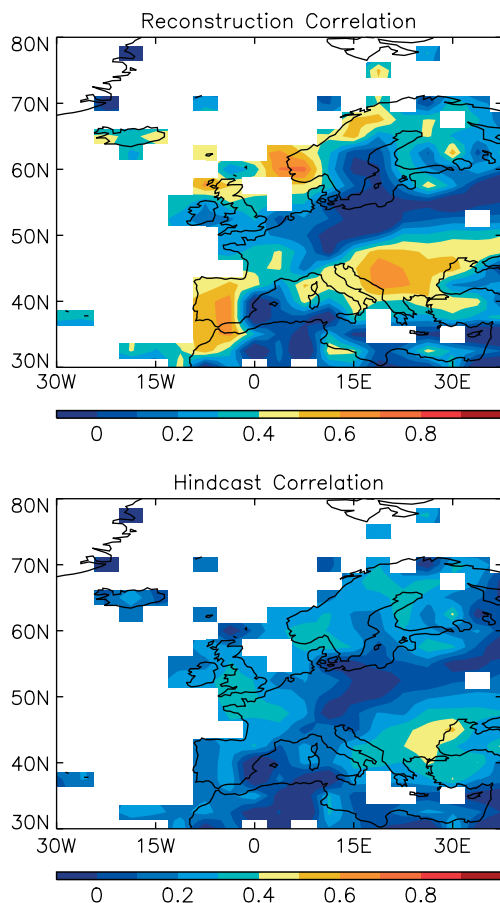 Reconstruction Correlation
80N
70N
60N
50N
40N
30N
30W 15W 0 15E 30E
0 0.2 0.4 0.6 0.8
Hindcast Correlation
80N
70N
60N
50N
40N
30N
30W 15W 0 15E 30E
0 0.2 0.4 0.6 0.8